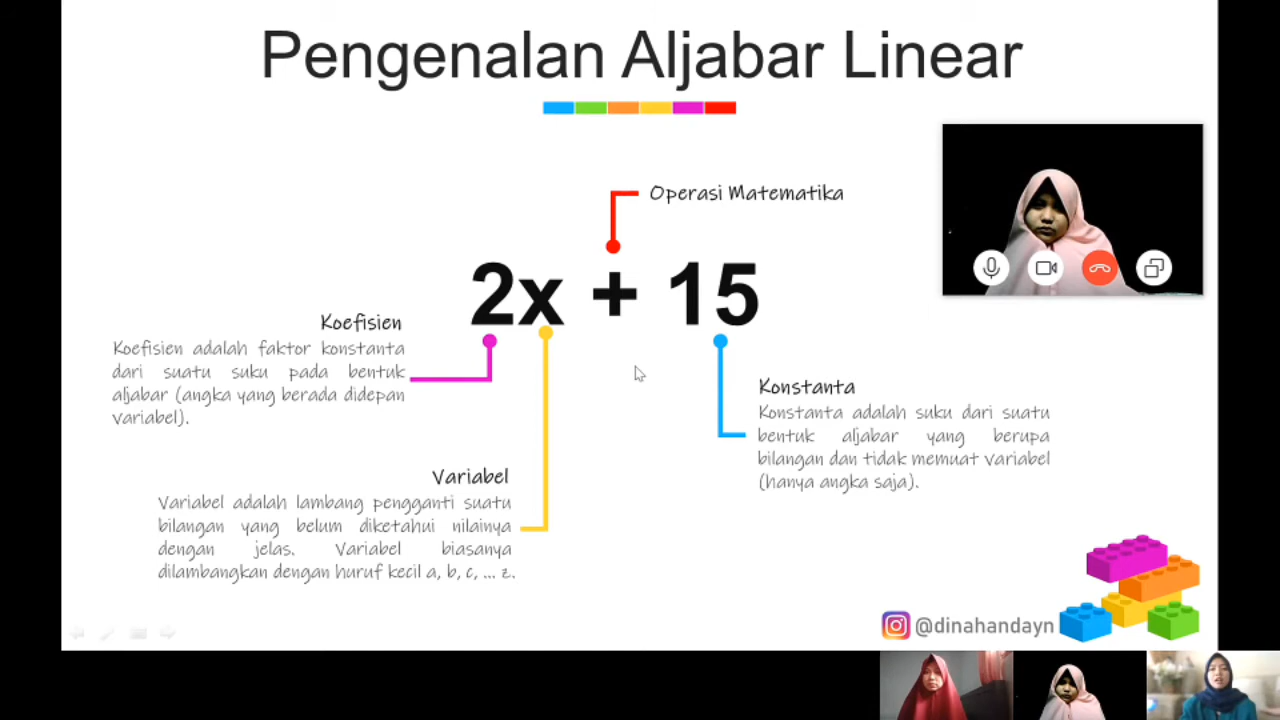 Pengenalan Aljabar Linear
Operasi Matematika
2x + 15
Koefisien
Koefisien adalah faktor konstanta
dari suatu suku pada bentuk
aljabar (angka yang berada didepan
variabel).
Konstanta
Konstanta adalah suku dari suatu
bentuk aljabar yang berupa
bilangan dan tidak memuat variabel
(hanya angka saja).
Variabel
Variabel adalah lambang pengganti suatu
bilangan yang belum diketahui nilainya
dengan jelas. Variabel biasanya
dilambangkan dengan huruf kecil a, b, c, ... z.
@dinahandayn